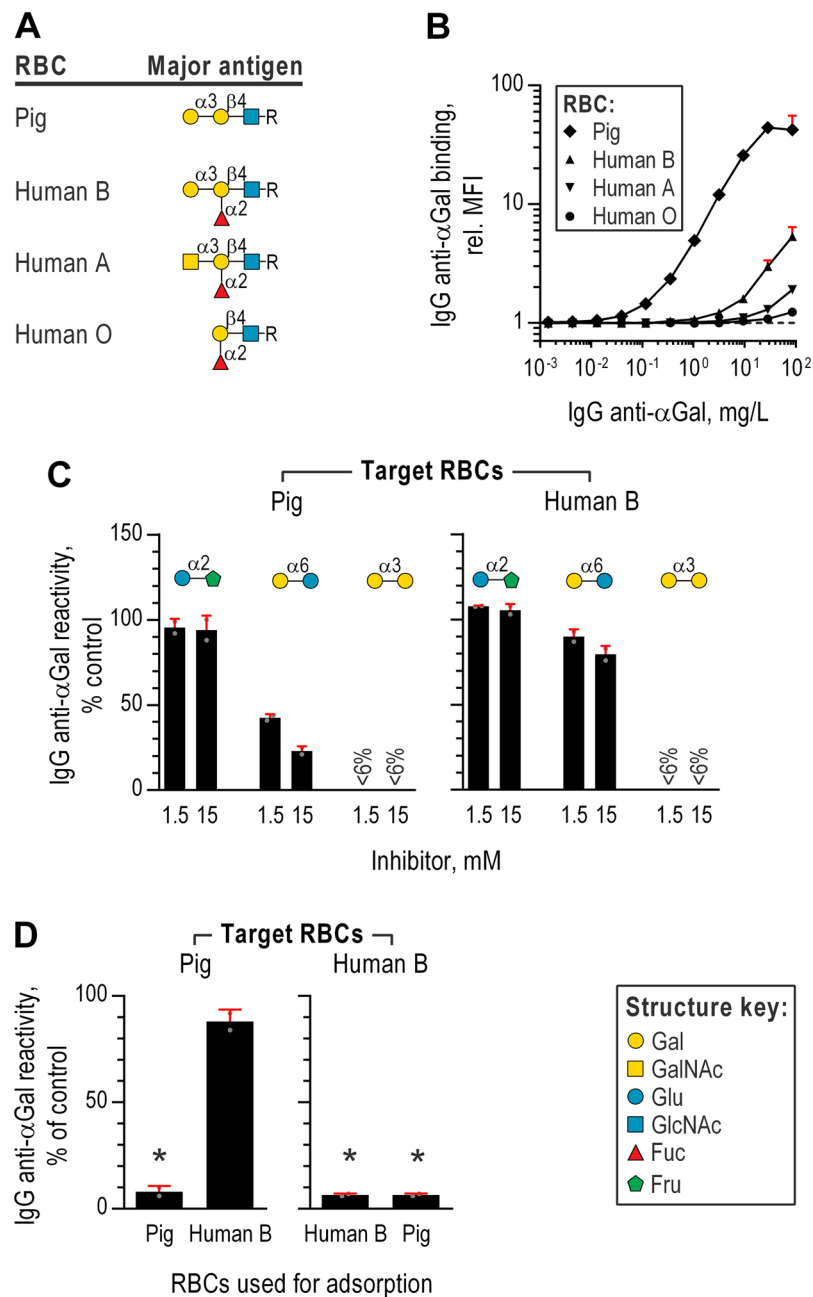 A
RBC Major antigen
Pig α3 β4 R
Human B α3 β4 R
α2
Human A α3 β4 R
α2
Human O β4 R
α2
B
IgG anti-αGal binding,
rel. MFI
100
10
1
RBC:
Pig
Human B
Human A
Human O
10-3 10-2 10-1 100 101 102
IgG anti-αGal, mg/L
C
Target RBCs
Pig Human B
IgG anti-αGal reactivity,
% control
150
100
50
0
α2 α6 α3 α2 α6 α3
<6% <6% <6% <6%
1.5 15 1.5 15 1.5 15 1.5 15 1.5 15 1.5 15
Inhibitor, mM
D
Target RBCs
Pig Human B
IgG anti-αGal reactivity,
% of control
100
50
0
* * *
Pig Human B Human B Pig
RBCs used for adsorption
Structure key:
Gal
GalNAc
Glu
GlcNAc
Fuc
Fru